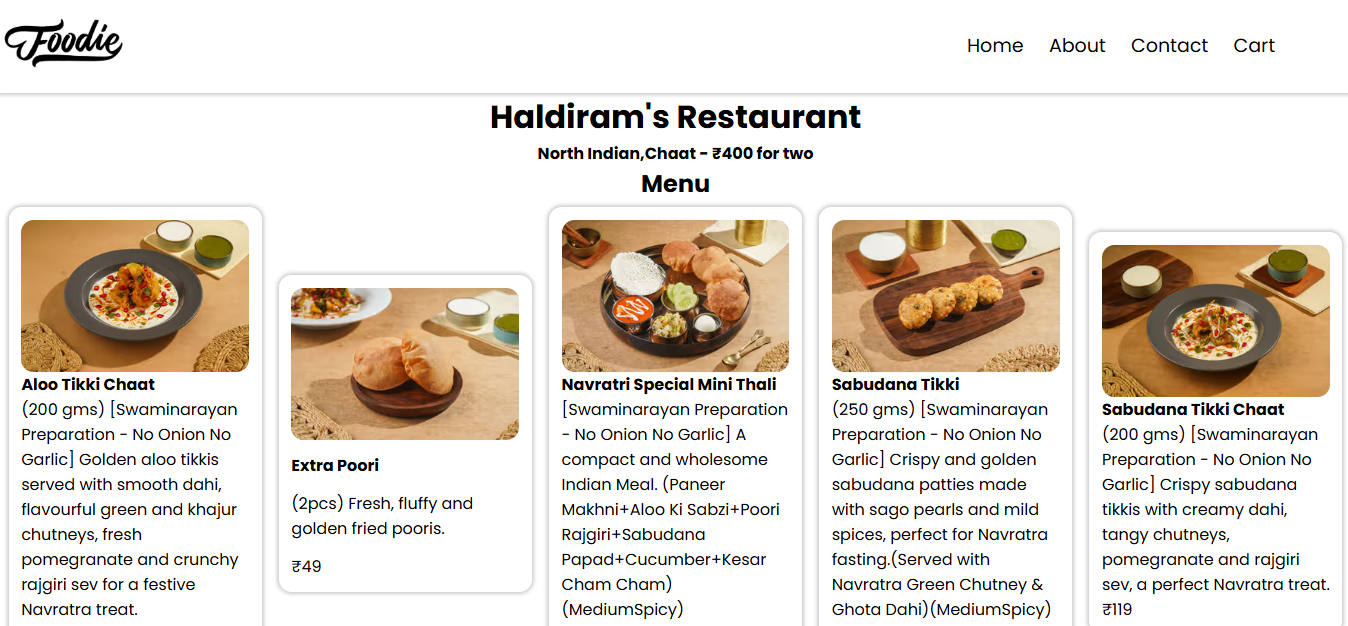 Foodie
Home About Contact Cart
Haldiram's Restaurant
North Indian,Chaat - ₹400 for two
Menu
Aloo Tikki Chaat
(200 gms) [Swaminarayan
Preparation - No Onion No
Garlic] Golden aloo tikkis
served with smooth dahi,
flavourful green and khajur
chutneys, fresh
pomegranate and crunchy
rajgiri sev for a festive
Navratra treat.
Extra Poori
(2pcs) Fresh, fluffy and
golden fried pooris.
₹49
Navratri Special Mini Thali
[Swaminarayan Preparation
- No Onion No Garlic] A
compact and wholesome
Indian Meal. (Paneer
Makhni+Aloo Ki Sabzi+Poori
Rajgiri+Sabudana
Papad+Cucumber+Kesar
Cham Cham)
(MediumSpicy)
Sabudana Tikki
(250 gms) [Swaminarayan
Preparation - No Onion No
Garlic] Crispy and golden
sabudana patties made
with sago pearls and mild
spices, perfect for Navratra
fasting.(Served with
Navratra Green Chutney &
Ghota Dahi)(MediumSpicy)
Sabudana Tikki Chaat
(200 gms) [Swaminarayan
Preparation - No Onion No
Garlic] Crispy sabudana
tikkis with creamy dahi,
tangy chutneys,
pomegranate and rajgiri
sev, a perfect Navratra treat.
₹119